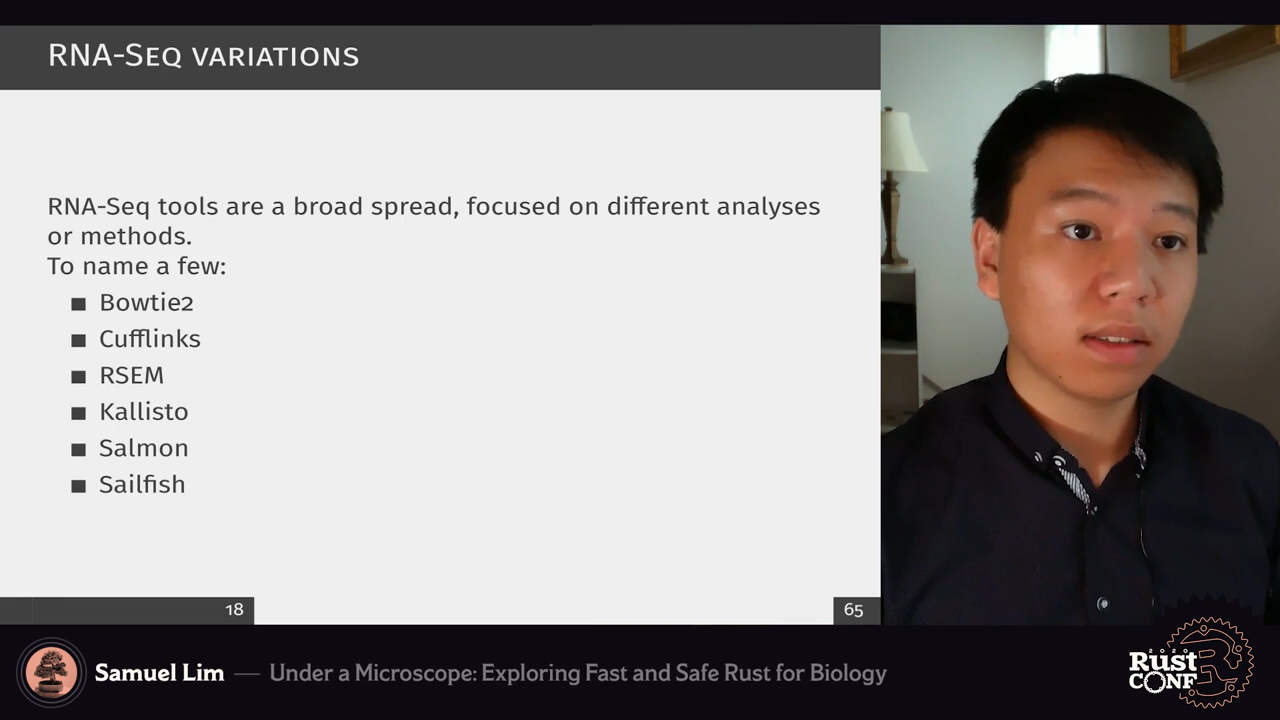 RNA-Seq variations
RNA-Seq tools are a broad spread, focused on different analyses
or methods.
To name a few:
■ Bowtie2
■ Cufflinks
■ RSEM
■ Kallisto
■ Salmon
■ Sailfish
18
65
Samuel Lim — Under a Microscope: Exploring Fast and Safe Rust for Biology
2020
Rust
CONF
R